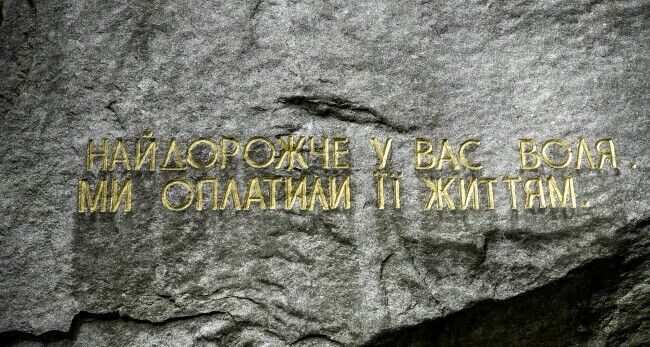 НАЙДОРОЖЧЕ У ВАС ВОЛЯ.
МИ ОПЛАТИЛИ ЇЇ ЖИТТЯМ.